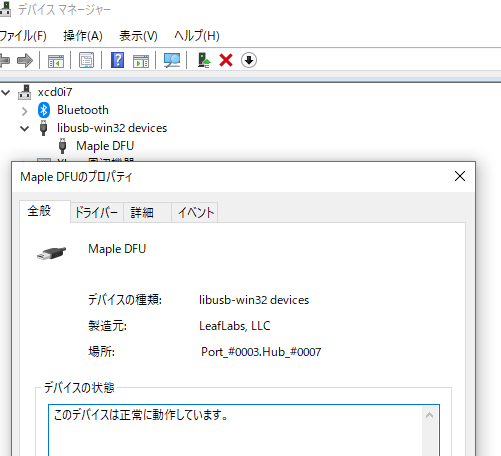 デバイス マネージャー
ファイル(F) 操作(A) 表示(V) ヘルプ(H)
xcd0i7
Bluetooth
libusb-win32 devices
Maple DFU
Maple DFUのプロパティ
全般 ドライバー 詳細 イベント
Maple DFU
デバイスの種類: libusb-win32 devices
製造元: LeafLabs, LLC
場所: Port_#0003.Hub_#0007
デバイスの状態
このデバイスは正常に動作しています。